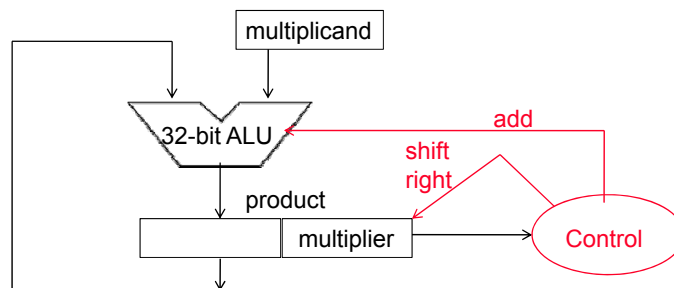 multiplicand
32-bit ALU
add
shift
right
product
multiplier
Control